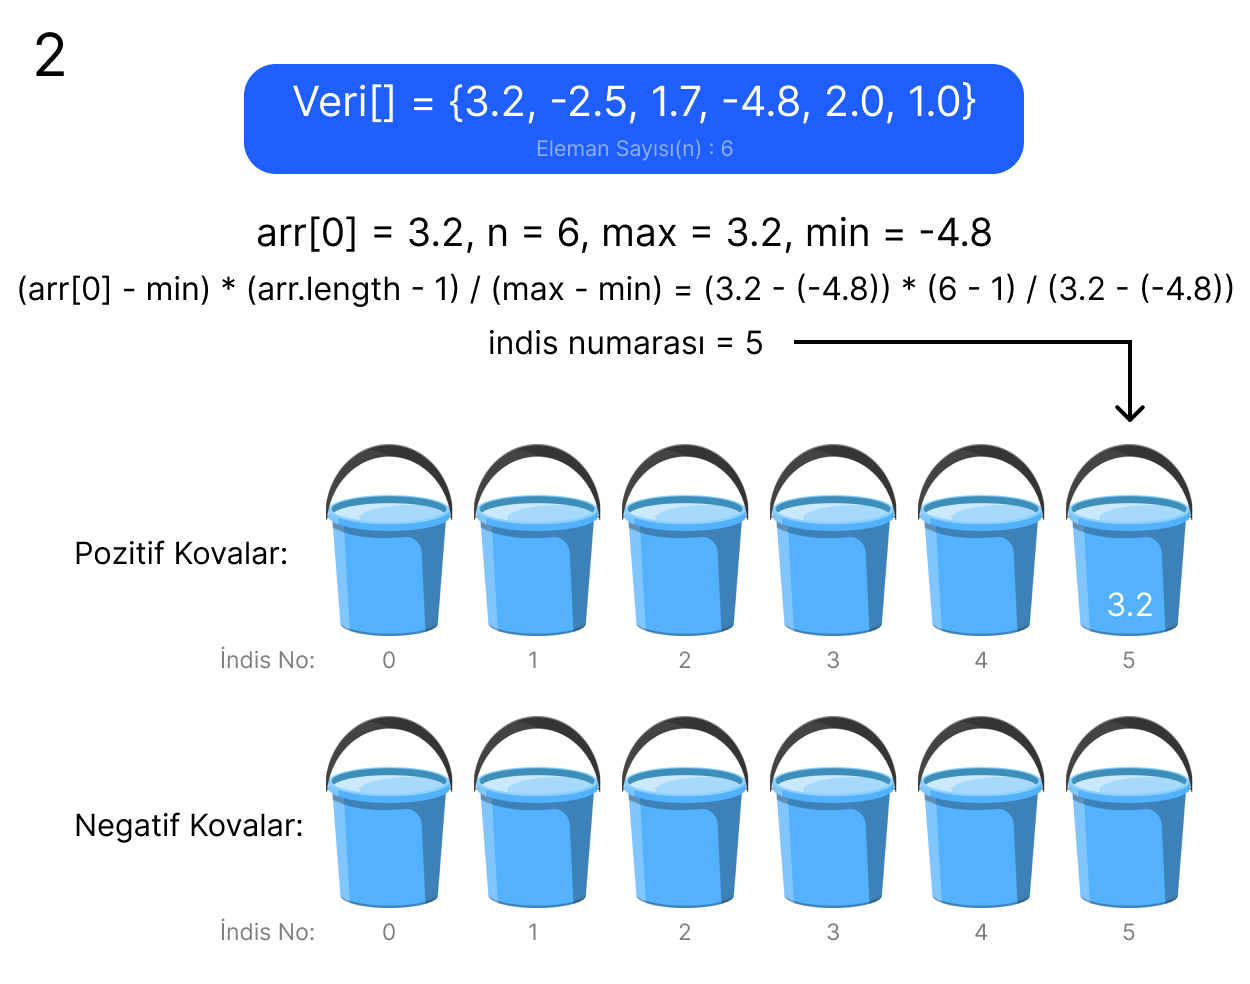 2
Veri[] = {3.2, -2.5, 1.7, -4.8, 2.0, 1.0}
Eleman Sayısı(n) : 6
arr[0] = 3.2, n = 6, max = 3.2, min = -4.8
(arr[0] - min) * (arr.length - 1) / (max - min) = (3.2 - (-4.8)) * (6 - 1) / (3.2 - (-4.8))
indis numarası = 5
Pozitif Kovalar:
3.2
İndis No: 0 1 2 3 4 5
Negatif Kovalar:
İndis No: 0 1 2 3 4 5